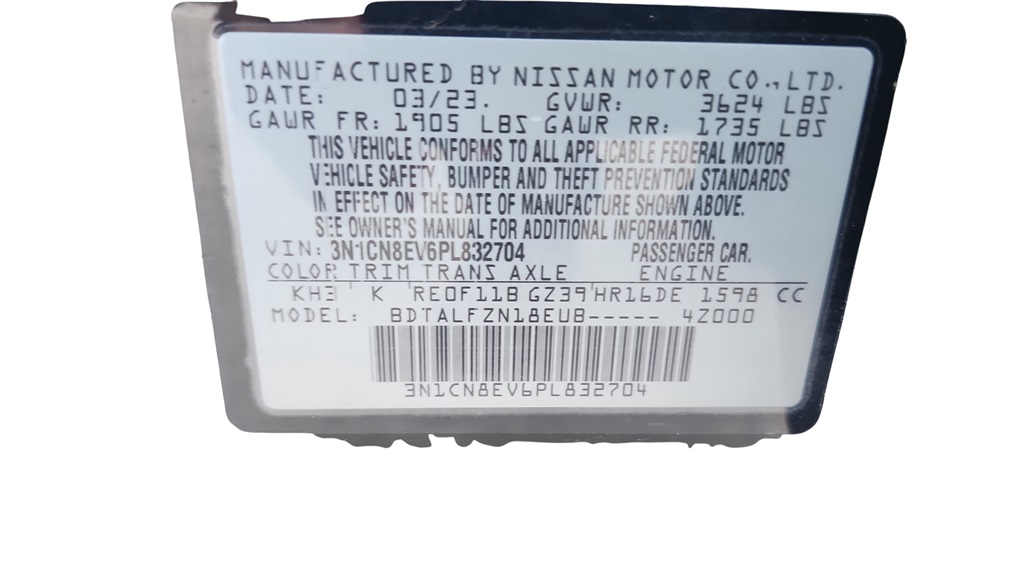 MANUFACTURED BY NISSAN MOTOR CO.,LTD.
DATE: 03/23. GVWR: 3624 LBS
GAWR FR: 1905 LBS GAWR RR: 1735 LBS
THIS VEHICLE CONFORMS TO ALL APPLICABLE FEDERAL MOTOR
VEHICLE SAFETY, BUMPER AND THEFT PREVENTION STANDARDS
IN EFFECT ON THE DATE OF MANUFACTURE SHOWN ABOVE.
SEE OWNER'S MANUAL FOR ADDITIONAL INFORMATION.
VIN: 3N1CN8EV6PL832704 PASSENGER CAR.
COLOR TRIM TRANS AXLE ENGINE
KH3 K RE0F11B GZ39 HR16DE 1598 CC
MODEL: BDTALFZN18EUB----- 4Z000
3N1CN8EV6PL832704